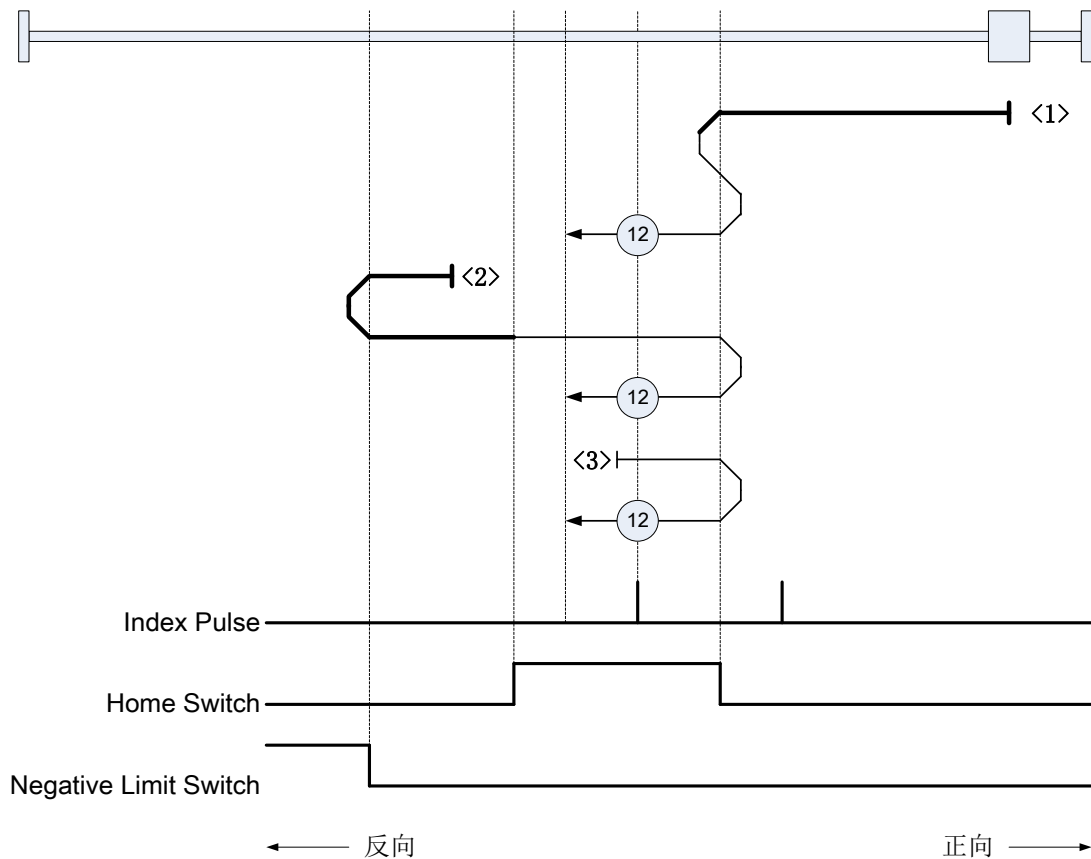 <1>
12
<2>
12
<3>
12
Index Pulse
Home Switch
Negative Limit Switch
反向
正向